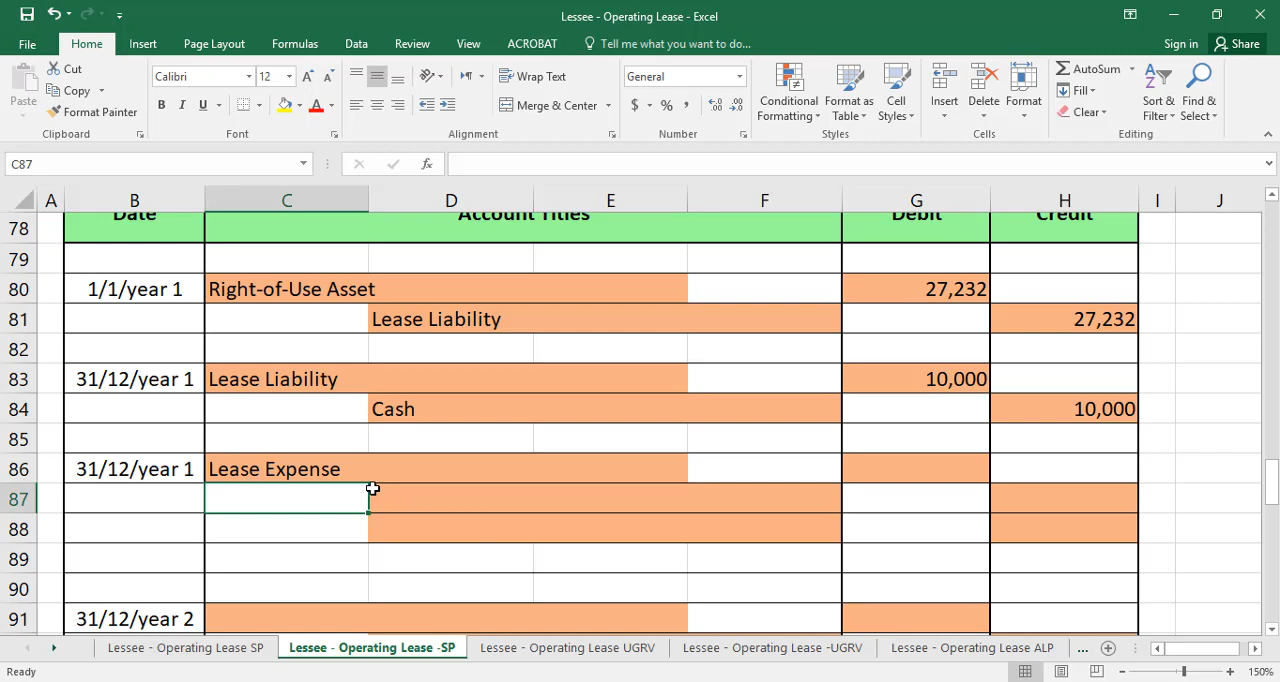 Lessee - Operating Lease - Excel
File Home Insert Page Layout Formulas Data Review View ACROBAT Tell me what you want to do... Sign in Share
Paste Cut Copy Format Painter
Calibri 12
B I U A
Wrap Text
Merge & Center
General
$ % ,
Conditional Formatting Format as Table Cell Styles
Insert Delete Format
AutoSum Fill Clear
Sort & Filter Find & Select
Clipboard Font Alignment Number Styles Cells Editing
C87 fx
A B C D E F G H I J
78 Date Account Titles Debit Credit
79
80 1/1/year 1 Right-of-Use Asset 27,232
81 Lease Liability 27,232
82
83 31/12/year 1 Lease Liability 10,000
84 Cash 10,000
85
86 31/12/year 1 Lease Expense
87
88
89
90
91 31/12/year 2
Lessee - Operating Lease SP Lessee - Operating Lease -SP Lessee - Operating Lease UGRV Lessee - Operating Lease -UGRV Lessee - Operating Lease ALP ...
Ready 150%